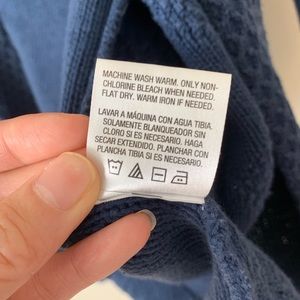 MACHINE WASH WARM. ONLY NON-
CHLORINE BLEACH WHEN NEEDED.
FLAT DRY. WARM IRON IF NEEDED.
LAVAR A MÁQUINA CON AGUA TIBIA.
SOLAMENTE BLANQUEADOR SIN
CLORO SI ES NECESARIO. HAGA
SECAR EXTENDIDO. PLANCHAR CON
PLANCHA TIBIA SI ES NECESARIO.